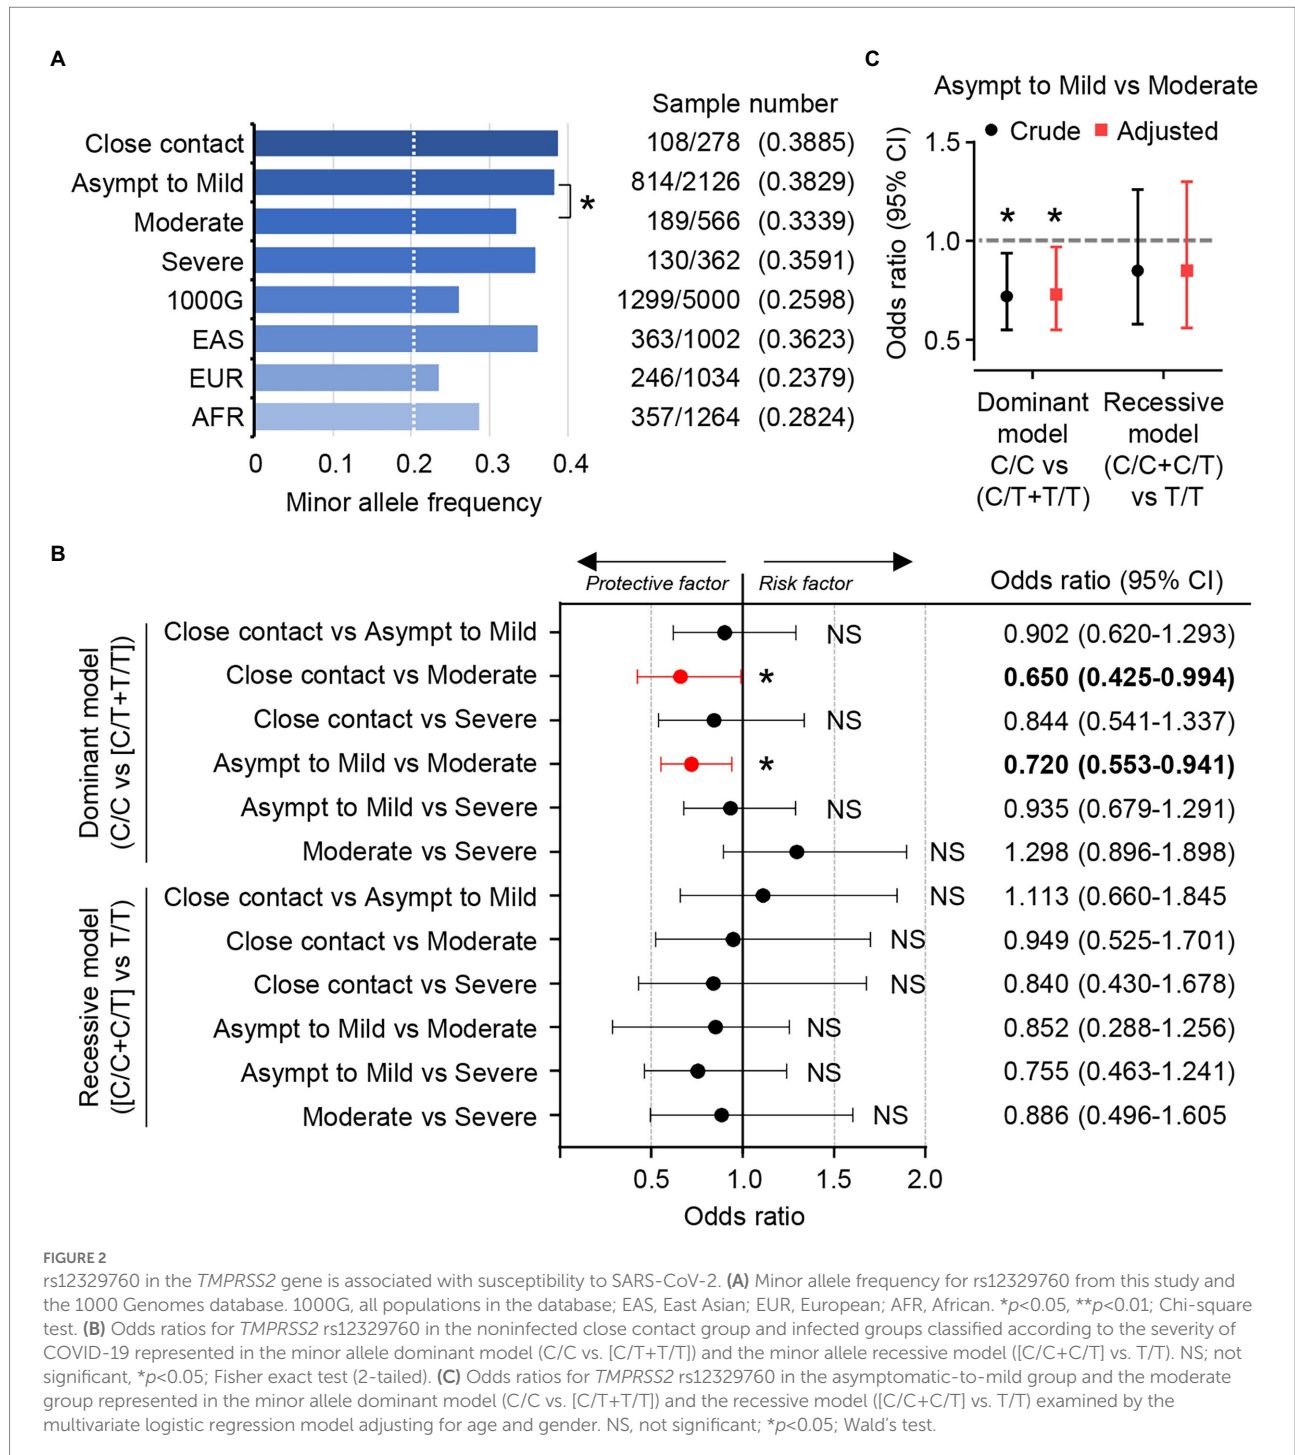 A
Sample number
Close contact 108/278 (0.3885)
Asympt to Mild 814/2126 (0.3829)
*
Moderate 189/566 (0.3339)
Severe 130/362 (0.3591)
1000G 1299/5000 (0.2598)
EAS 363/1002 (0.3623)
EUR 246/1034 (0.2379)
AFR 357/1264 (0.2824)
0 0.1 0.2 0.3 0.4
Minor allele frequency
C
Asympt to Mild vs Moderate
Crude Adjusted
Odds ratio (95% CI)
1.5
* *
1.0
0.5
Dominant Recessive
model model
C/C vs (C/C+C/T)
(C/T+T/T) vs T/T
B
Protective factor Risk factor Odds ratio (95% CI)
Dominant model
(C/C vs [C/T+T/T])
Close contact vs Asympt to Mild NS 0.902 (0.620-1.293)
Close contact vs Moderate * 0.650 (0.425-0.994)
Close contact vs Severe NS 0.844 (0.541-1.337)
Asympt to Mild vs Moderate * 0.720 (0.553-0.941)
Asympt to Mild vs Severe NS 0.935 (0.679-1.291)
Moderate vs Severe NS 1.298 (0.896-1.898)
Recessive model
([C/C+C/T] vs T/T)
Close contact vs Asympt to Mild NS 1.113 (0.660-1.845
Close contact vs Moderate NS 0.949 (0.525-1.701)
Close contact vs Severe NS 0.840 (0.430-1.678)
Asympt to Mild vs Moderate NS 0.852 (0.288-1.256)
Asympt to Mild vs Severe NS 0.755 (0.463-1.241)
Moderate vs Severe NS 0.886 (0.496-1.605
0.5 1.0 1.5 2.0
Odds ratio
FIGURE 2
rs12329760 in the TMPRSS2 gene is associated with susceptibility to SARS-CoV-2. (A) Minor allele frequency for rs12329760 from this study and
the 1000 Genomes database. 1000G, all populations in the database; EAS, East Asian; EUR, European; AFR, African. *p<0.05, **p<0.01; Chi-square
test. (B) Odds ratios for TMPRSS2 rs12329760 in the noninfected close contact group and infected groups classified according to the severity of
COVID-19 represented in the minor allele dominant model (C/C vs. [C/T+T/T]) and the minor allele recessive model ([C/C+C/T] vs. T/T). NS; not
significant, *p<0.05; Fisher exact test (2-tailed). (C) Odds ratios for TMPRSS2 rs12329760 in the asymptomatic-to-mild group and the moderate
group represented in the minor allele dominant model (C/C vs. [C/T+T/T]) and the recessive model ([C/C+C/T] vs. T/T) examined by the
multivariate logistic regression model adjusting for age and gender. NS, not significant; *p<0.05; Wald's test.